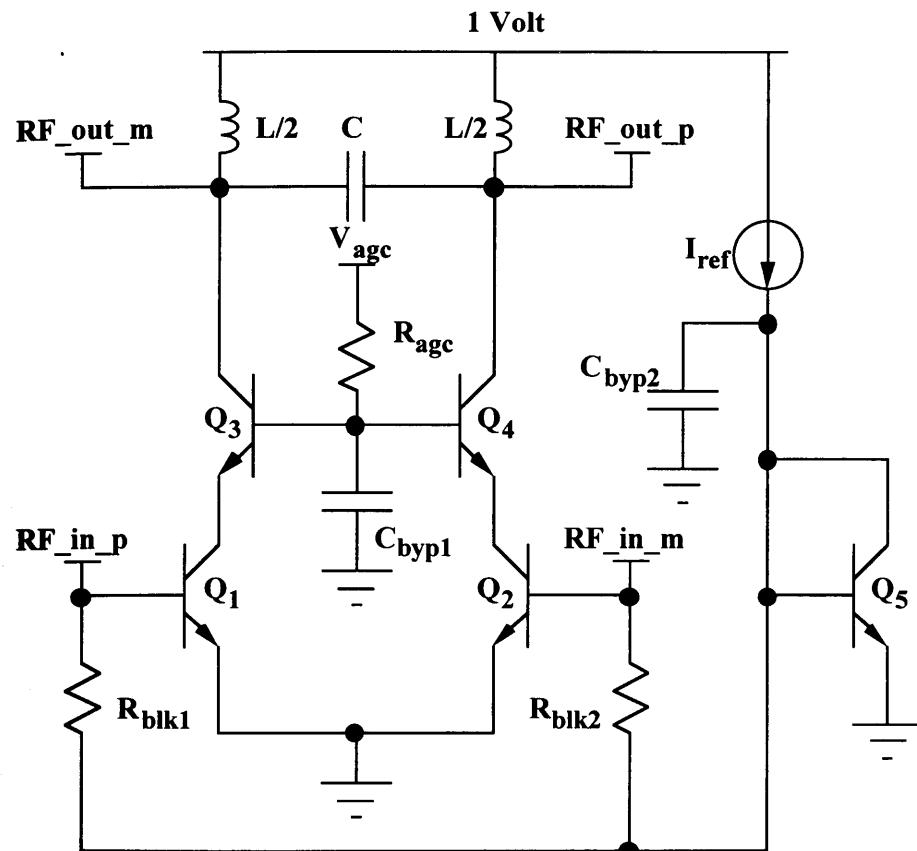 1 Volt
RF_out_m
L/2
C
L/2
RF_out_p
V_agc
I_ref
R_agc
C_byp2
Q_3
Q_4
RF_in_p
C_byp1
RF_in_m
Q_1
Q_2
Q_5
R_blk1
R_blk2